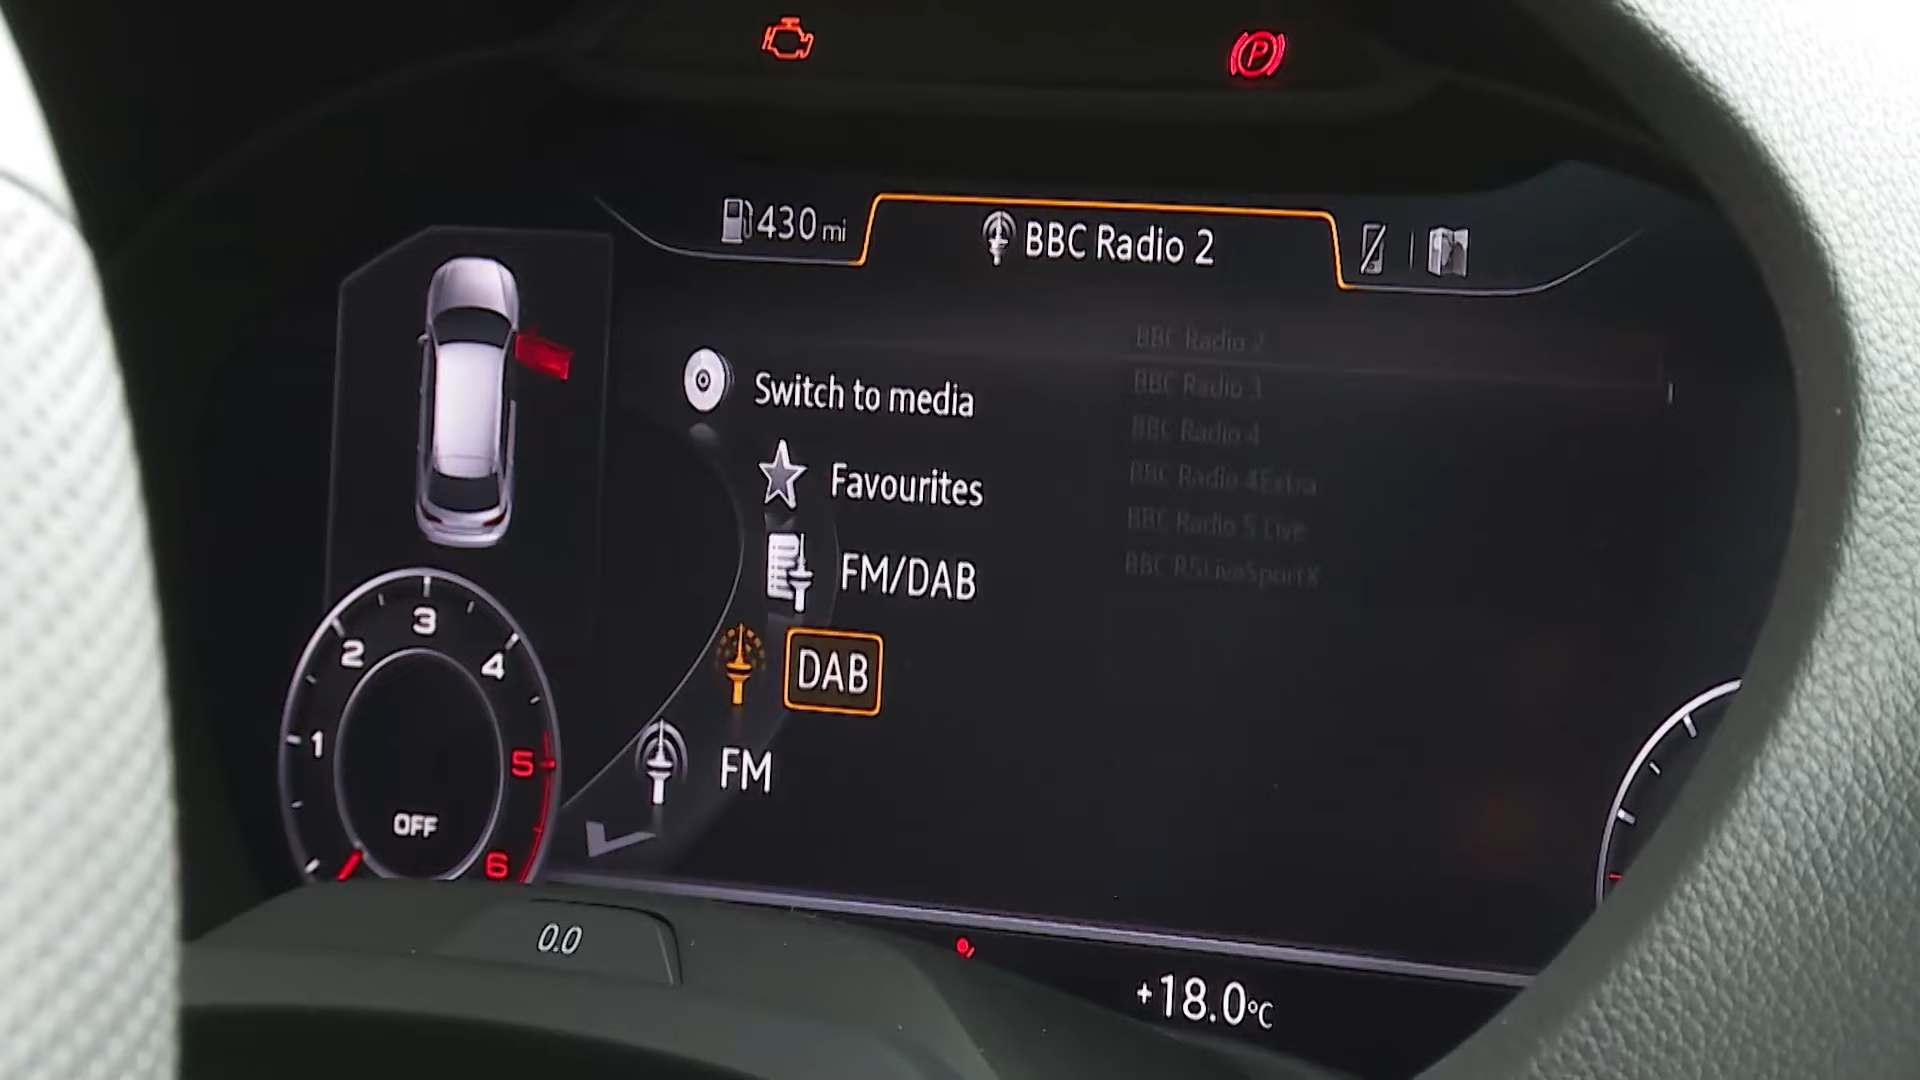 P
430 mi
BBC Radio 2
BBC Radio 2
BBC Radio 3
BBC Radio 4
BBC Radio 4Extra
BBC Radio 5 Live
BBC R5LiveSportX
Switch to media
Favourites
FM/DAB
DAB
FM
1
2
3
4
5
6
OFF
0.0
+18.0°C